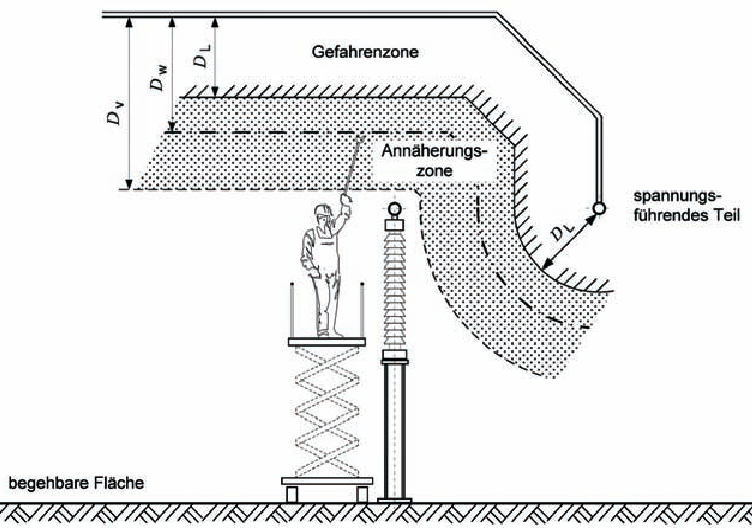 Gefahrenzone
D_L
D_W
D_V
Annäherungs-
zone
spannungs-
führendes Teil
D_L
begehbare Fläche